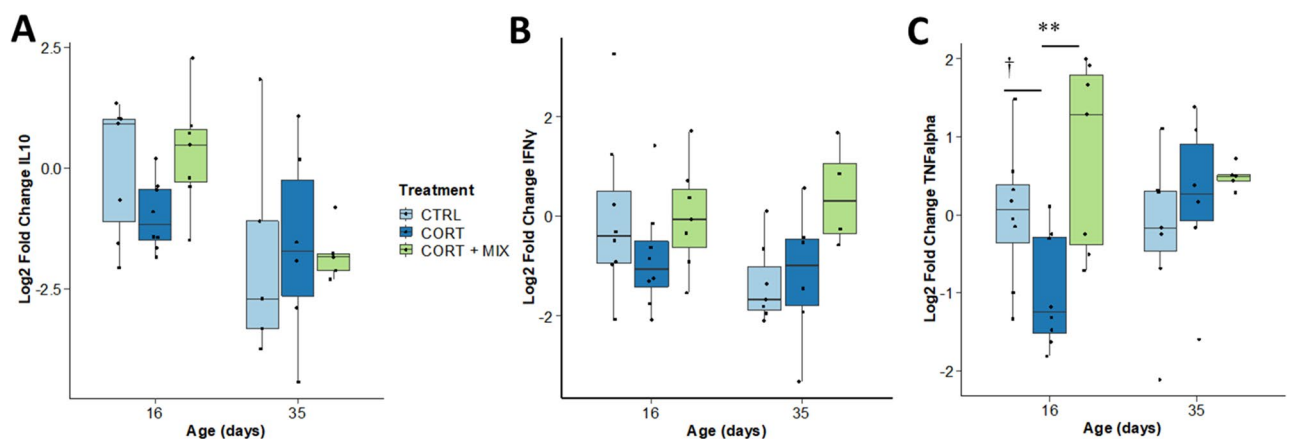 A
Log2 Fold Change IL10
2.5
0.0
-2.5
16
35
Age (days)
Treatment
CTRL
CORT
CORT + MIX
B
Log2 Fold Change IFNγ
2
0
-2
16
35
Age (days)
C
Log2 Fold Change TNFalpha
2
1
0
-1
-2
†
**
16
35
Age (days)